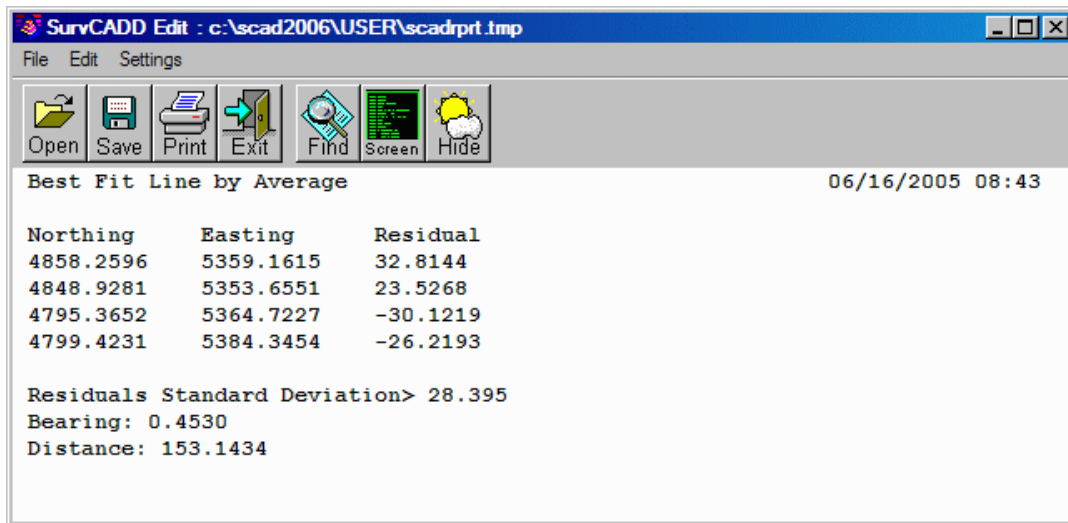 SurvCADD Edit : c:\scad2006\USER\scadrprt.tmp
File Edit Settings
Open Save Print Exit Find Screen Hide
Best Fit Line by Average 06/16/2005 08:43
Northing Easting Residual
4858.2596 5359.1615 32.8144
4848.9281 5353.6551 23.5268
4795.3652 5364.7227 -30.1219
4799.4231 5384.3454 -26.2193
Residuals Standard Deviation> 28.395
Bearing: 0.4530
Distance: 153.1434